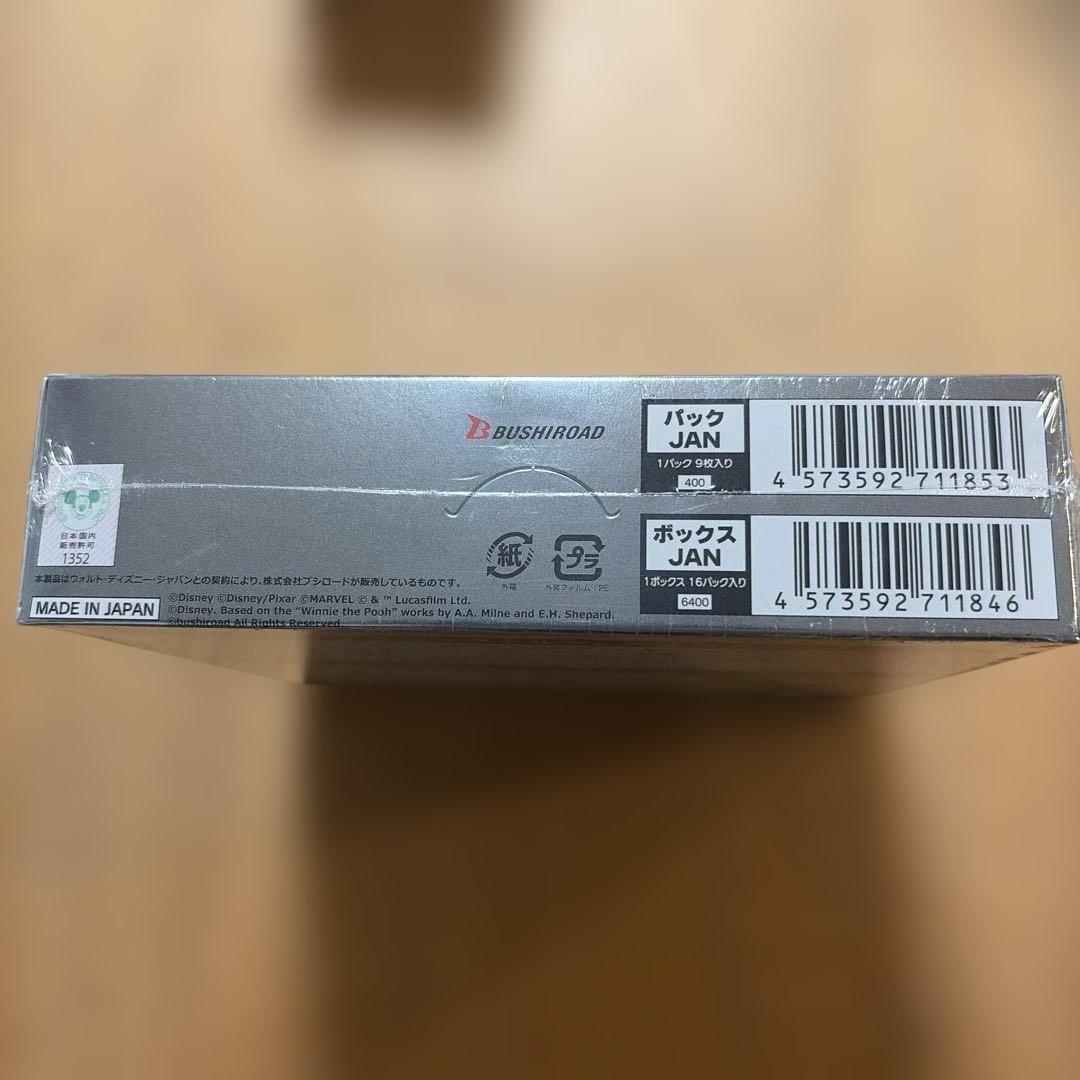 BUSHIROAD
パック
JAN
1パック 9枚入り
400
4 573592 711853
ボックス
JAN
1ボックス 16パック入り
6400
4 573592 711846
日本国内
販売許可
1352
紙
外箱
プラ
外装フィルム:PE
本製品はウォルト・ディズニー・ジャパンとの契約により、株式会社ブシロードが販売しているものです。
MADE IN JAPAN
©Disney ©Disney/Pixar ©MARVEL © & ™ Lucasfilm Ltd.
©Disney. Based on the “Winnie the Pooh” works by A.A. Milne and E.H. Shepard.
©bushiroad All Rights Reserved.